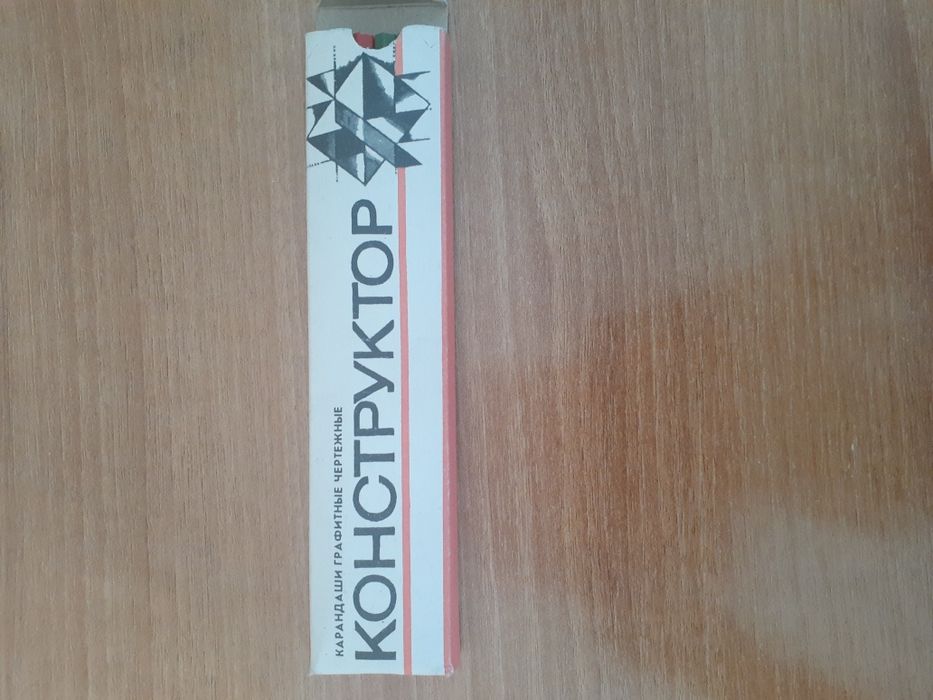 КАРАНДАШИ ГРАФИТНЫЕ ЧЕРТЕЖНЫЕ
КОНСТРУКТОР